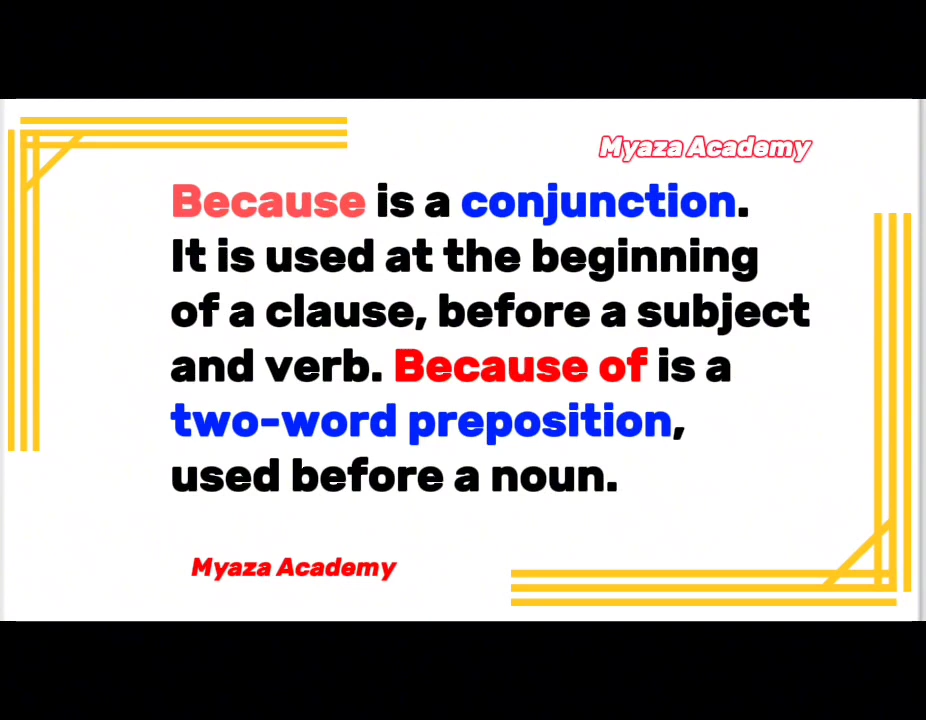 Myaza Academy
Because is a conjunction.
It is used at the beginning
of a clause, before a subject
and verb. Because of is a
two-word preposition,
used before a noun.
Myaza Academy